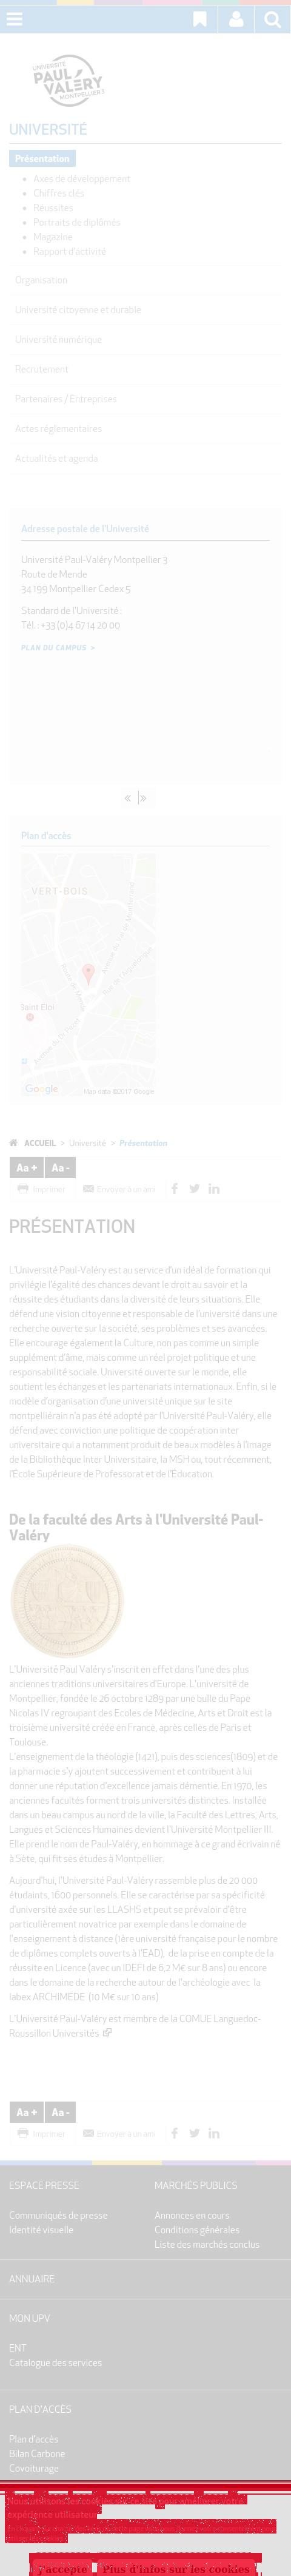 PAUL
VALÉRY
MONTPELLIER 3
UNIVERSITÉ
Présentation
Axes de développement
Chiffres clés
Réussites
Portraits de diplômés
Magazine
Rapport d'activité
Organisation
Université citoyenne et durable
Université numérique
Recrutement
Partenaires / Entreprises
Actes réglementaires
Actualités et agenda
Adresse postale de l'Université
Université Paul-Valéry Montpellier 3
Route de Mende
34 199 Montpellier Cedex 5
Standard de l'Université :
Tél. : +33 (0)4 67 14 20 00
PLAN DU CAMPUS >
« | »
Plan d'accès
VERT-BOIS
Saint Eloi
Google Map data ©2017 Google
ACCUEIL > Université > Présentation
Aa + Aa -
Imprimer Envoyer à un ami
PRÉSENTATION
L'Université Paul-Valéry est au service d'un idéal de formation qui
privilégie l'égalité des chances devant le droit au savoir et la
réussite des étudiants dans la diversité de leurs situations. Elle
défend une vision citoyenne et responsable de l'université dans une
recherche ouverte sur la société, ses problèmes et ses avancées.
Elle encourage également la Culture, non pas comme un simple
supplément d'âme, mais comme un réel projet politique et une
responsabilité sociale. Université ouverte sur le monde, elle
soutient les échanges et les partenariats internationaux. Enfin, si le
modèle d'organisation d'une université unique sur le site
montpelliérain n'a pas été adopté par l'Université Paul-Valéry, elle
défend avec conviction une politique de coopération inter
universitaire qui a notamment produit de beaux modèles à l'image
de la Bibliothèque Inter Universitaire, la MSH ou, tout récemment,
l'École Supérieure de Professorat et de l'Éducation.
De la faculté des Arts à l'Université Paul-
Valéry
L'Université Paul Valéry s'inscrit en effet dans l'une des plus
anciennes traditions universitaires d'Europe. L'université de
Montpellier, fondée le 26 octobre 1289 par une bulle du Pape
Nicolas IV regroupant des Ecoles de Médecine, Arts et Droit est la
troisième université créée en France, après celles de Paris et
Toulouse.
L'enseignement de la théologie (1421), puis des sciences(1809) et de
la pharmacie s'y ajoutent successivement et contribuent à lui
donner une réputation d'excellence jamais démentie. En 1970, les
anciennes facultés forment trois universités distinctes. Installée
dans un beau campus au nord de la ville, la Faculté des Lettres, Arts,
Langues et Sciences Humaines devient l'Université Montpellier III.
Elle prend le nom de Paul-Valéry, en hommage à ce grand écrivain né
à Sète, qui fit ses études à Montpellier.
Aujourd'hui, l'Université Paul-Valéry rassemble plus de 20 000
étudaints, 1600 personnels. Elle se caractérise par sa spécificité
d'université axée sur les LLASHS et peut se prévaloir d'être
particulièrement novatrice par exemple dans le domaine de
l'enseignement à distance (1ère université française pour le nombre
de diplômes complets ouverts à l'EAD), de la prise en compte de la
réussite en Licence (avec un IDEFI de 6,2 M€ sur 8 ans) ou encore
dans le domaine de la recherche autour de l'archéologie avec la
labex ARCHIMEDE (10 M€ sur 10 ans)
L'Université Paul-Valéry est membre de la COMUE Languedoc-
Roussillon Universités
Aa + Aa -
Imprimer Envoyer à un ami
ESPACE PRESSE
Communiqués de presse
Identité visuelle
MARCHÉS PUBLICS
Annonces en cours
Conditions générales
Liste des marchés conclus
ANNUAIRE
MON UPV
ENT
Catalogue des services
PLAN D'ACCÈS
Plan d'accès
Bilan Carbone
Covoiturage
expérience utilisateur
J'accepte Plus d'infos sur les cookies